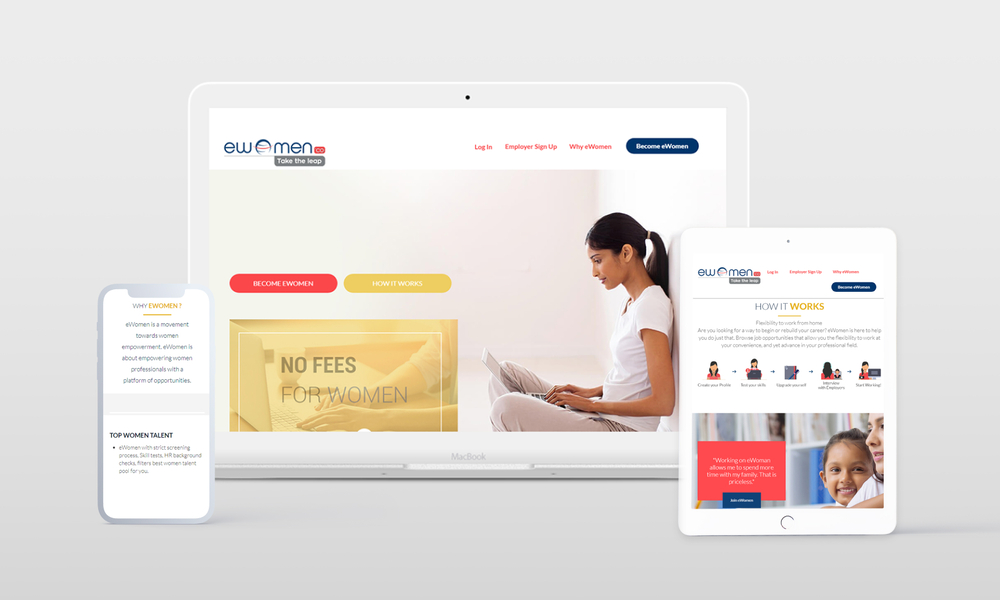 ewomen.co
Take the leap
Log In
Employer Sign Up
Why eWomen
Become eWomen
BECOME EWOMEN
HOW IT WORKS
NO FEES
FOR WOMEN
MacBook
WHY EWOMEN ?
eWomen is a movement
towards women
empowerment. eWomen is
about empowering women
professionals with a
platform of opportunities.
TOP WOMEN TALENT
• eWomen with strict screening
process, Skill tests, HR background
checks, filters best women talent
pool for you.
ewomen
Take the leap
Log In
Employer Sign Up
Why eWomen
Become eWomen
HOW IT WORKS
Flexibility to work from home
Are you looking for a way to begin or rebuild your career? eWomen is here to help
you do just that. Browse job opportunities that allow you the flexibility to work at
your convenience, and yet advance in your professional field.
Create your Profile
Test your skills
Upgrade yourself
Interview
with Employers
Start Working!
"Working on eWoman
allows me to spend more
time with my family. That is
priceless."
Join eWomen